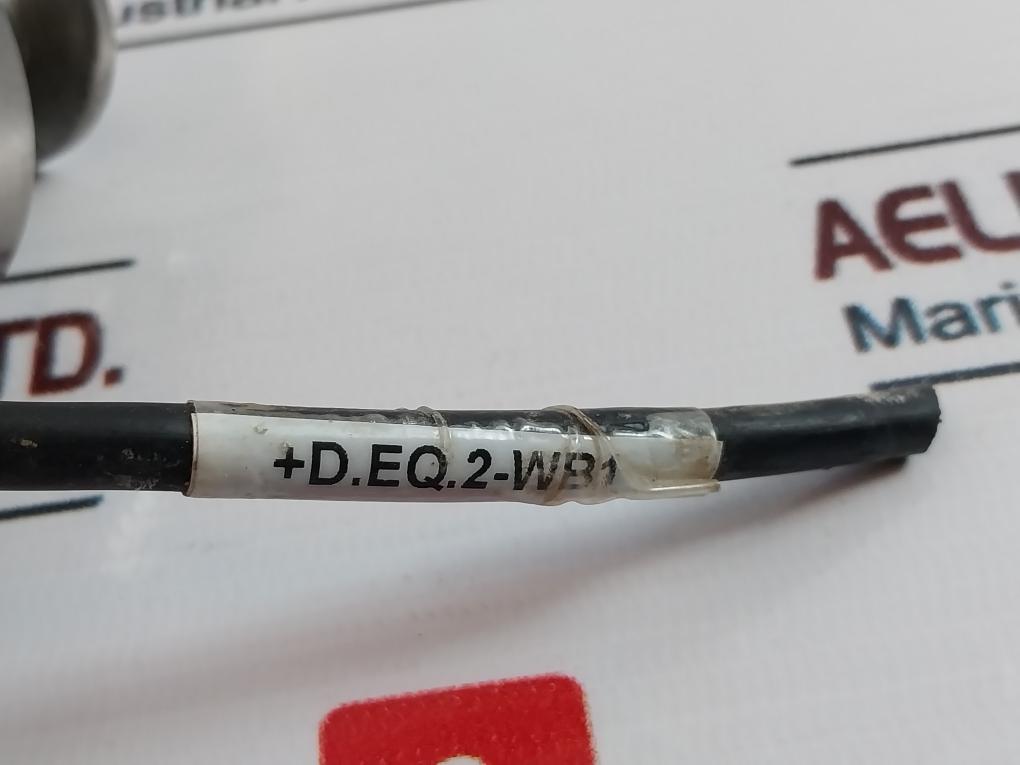 AEL
Mari
TD.
+D.EQ.2-WB1